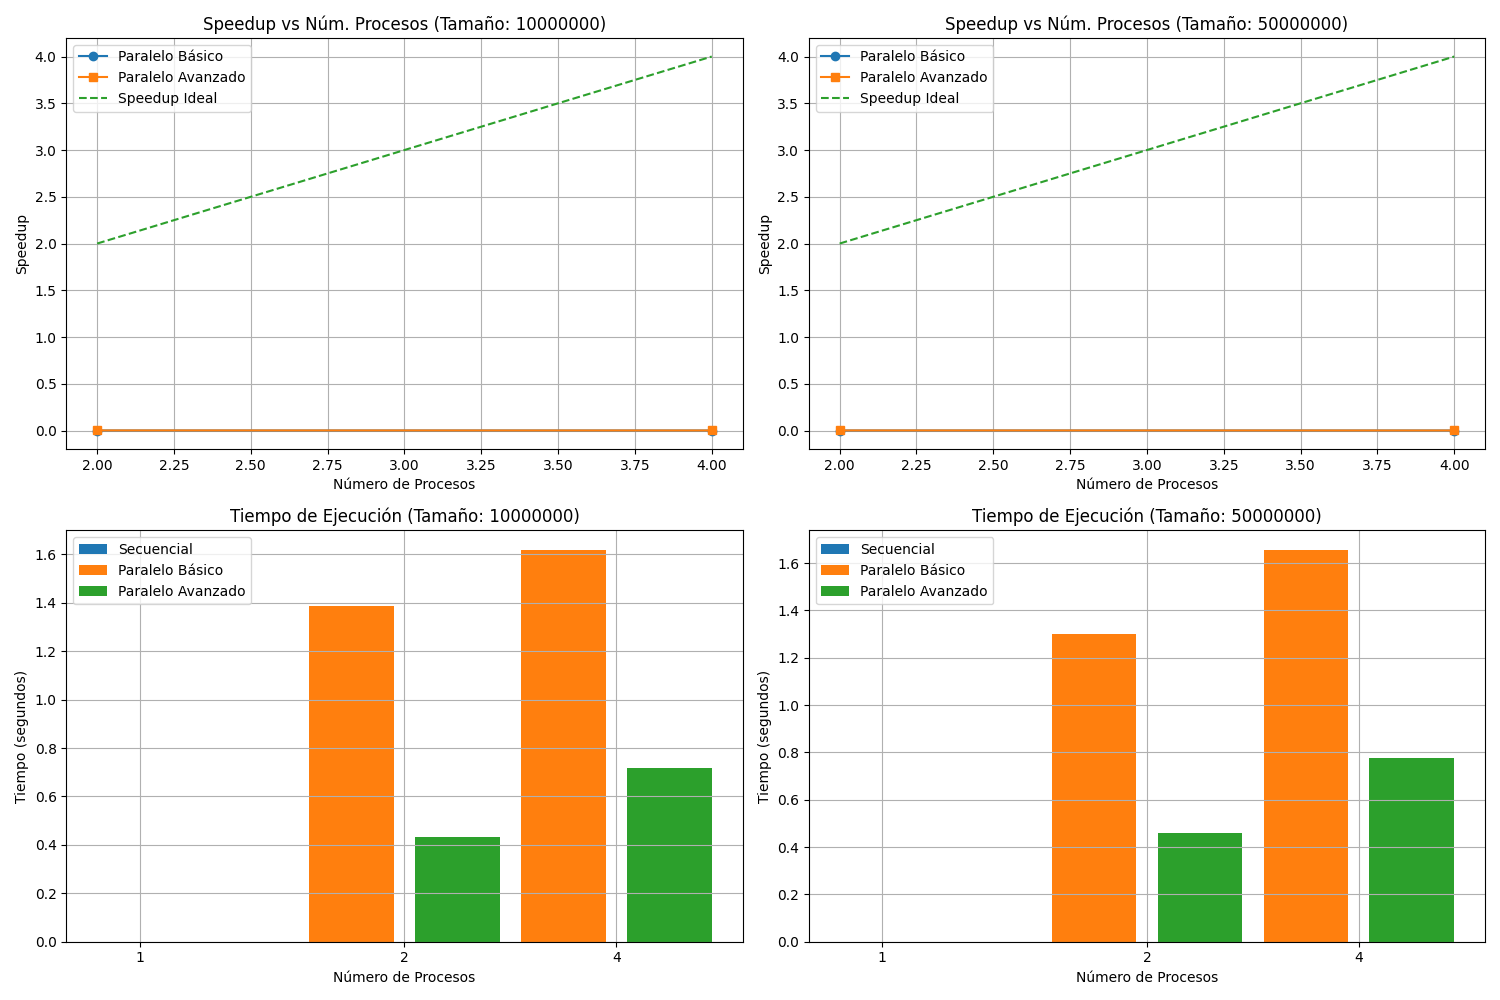 Speedup vs Núm. Procesos (Tamaño: 10000000)
Paralelo Básico
Paralelo Avanzado
Speedup Ideal
4.0
3.5
3.0
2.5
2.0
1.5
1.0
0.5
0.0
Speedup
2.00 2.25 2.50 2.75 3.00 3.25 3.50 3.75 4.00
Número de Procesos
Speedup vs Núm. Procesos (Tamaño: 50000000)
Paralelo Básico
Paralelo Avanzado
Speedup Ideal
4.0
3.5
3.0
2.5
2.0
1.5
1.0
0.5
0.0
Speedup
2.00 2.25 2.50 2.75 3.00 3.25 3.50 3.75 4.00
Número de Procesos
Tiempo de Ejecución (Tamaño: 10000000)
Secuencial
Paralelo Básico
Paralelo Avanzado
1.6
1.4
1.2
1.0
0.8
0.6
0.4
0.2
0.0
Tiempo (segundos)
1 2 4
Número de Procesos
Tiempo de Ejecución (Tamaño: 50000000)
Secuencial
Paralelo Básico
Paralelo Avanzado
1.6
1.4
1.2
1.0
0.8
0.6
0.4
0.2
0.0
Tiempo (segundos)
1 2 4
Número de Procesos